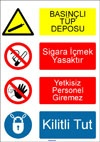 BASINÇLI
TÜP
DEPOSU
Sigara İçmek
Yasaktır
Yetkisiz
Personel
Giremez
Kilitli Tut